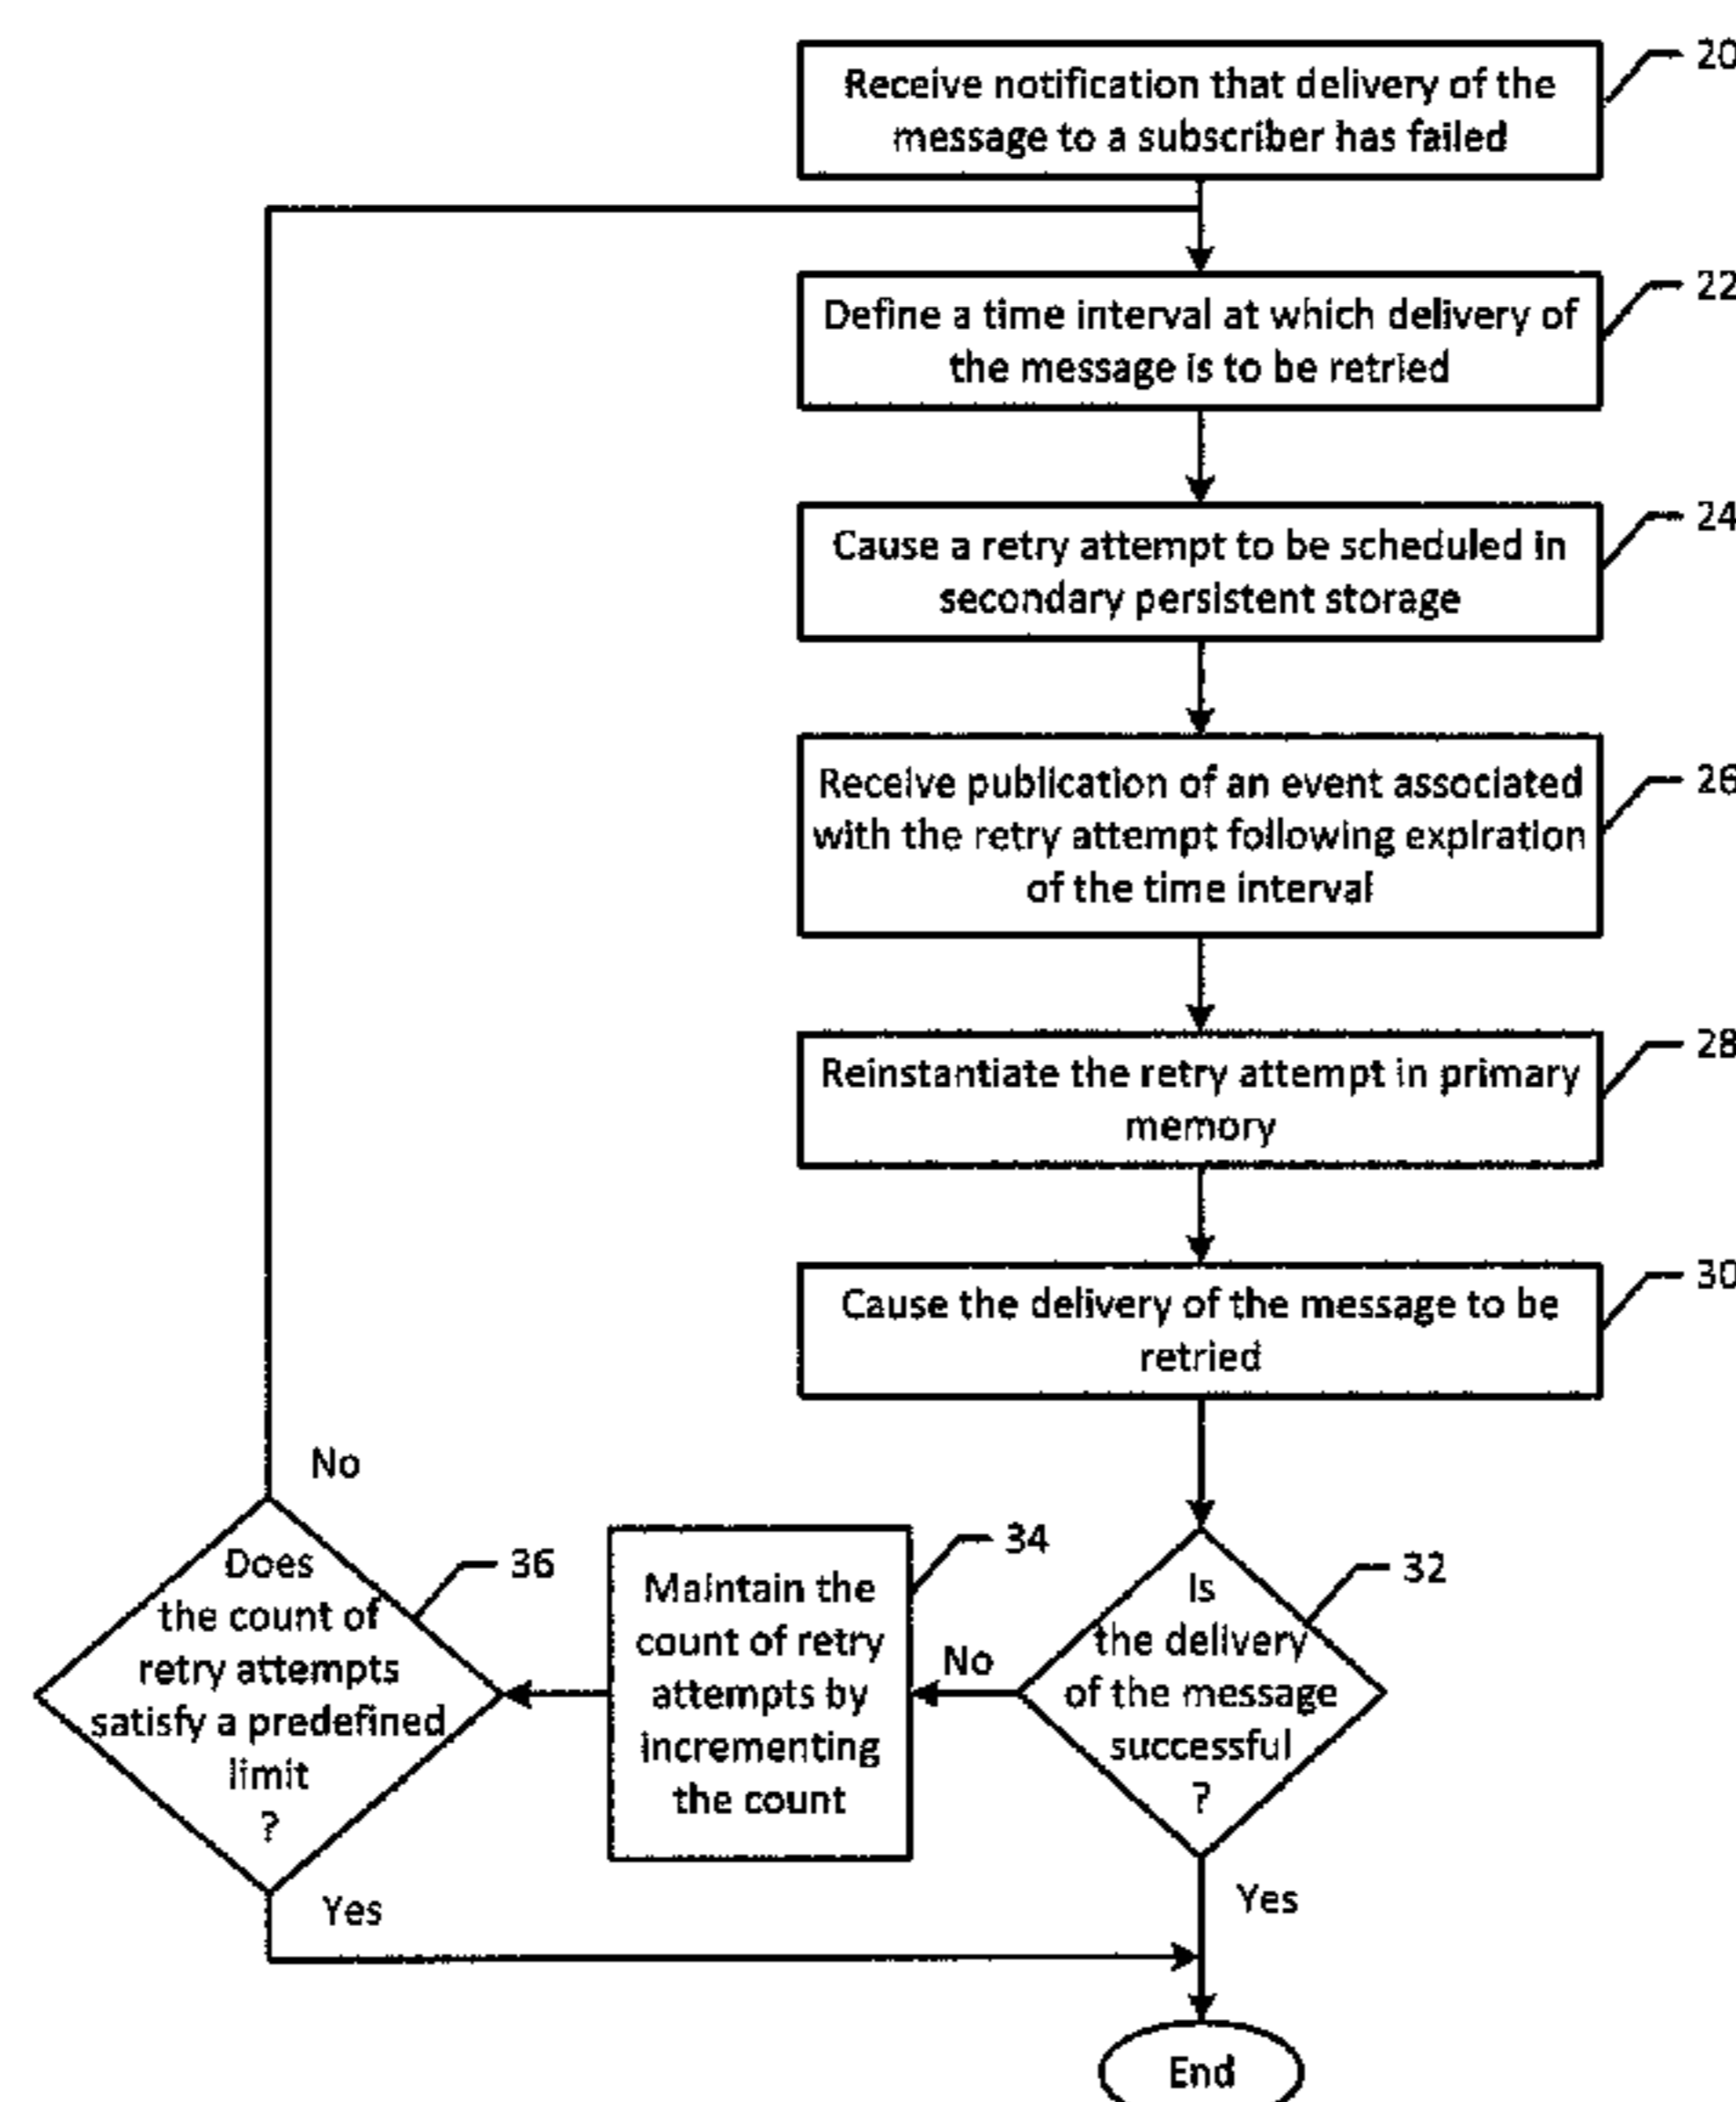 Receive notification that delivery of the
message to a subscriber has failed
20
Define a time interval at which delivery of
the message is to be retried
22
Cause a retry attempt to be scheduled in
secondary persistent storage
24
Receive publication of an event associated
with the retry attempt following expiration
of the time interval
26
Reinstantiate the retry attempt in primary
memory
28
Cause the delivery of the message to be
retried
30
Is
the delivery
of the message
successful
?
32
No
Yes
Maintain the
count of retry
attempts by
incrementing
the count
34
Does
the count of
retry attempts
satisfy a predefined
limit
?
36
No
Yes
End